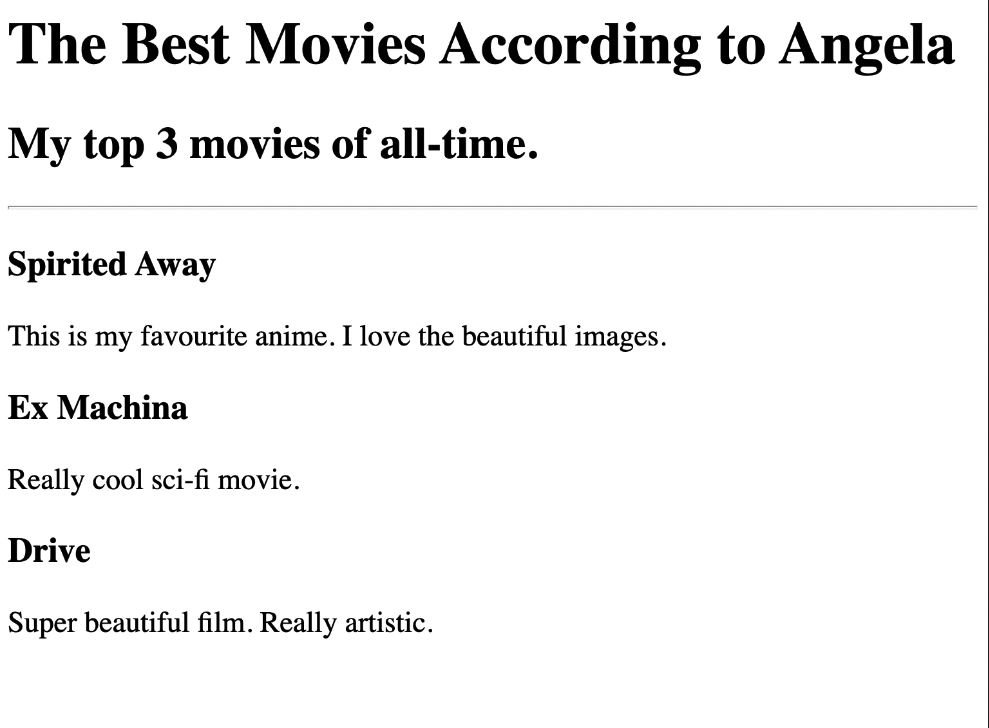 The Best Movies According to Angela
My top 3 movies of all-time.
Spirited Away
This is my favourite anime. I love the beautiful images.
Ex Machina
Really cool sci-fi movie.
Drive
Super beautiful film. Really artistic.